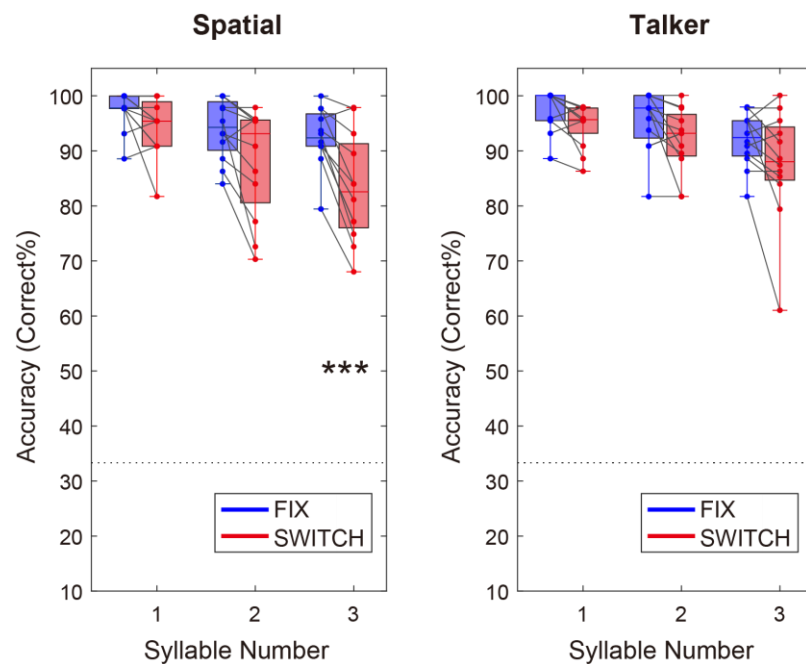 Spatial
Accuracy (Correct%)
100
90
80
70
60
50
40
30
20
10
***
FIX
SWITCH
1 2 3
Syllable Number
Talker
Accuracy (Correct%)
100
90
80
70
60
50
40
30
20
10
FIX
SWITCH
1 2 3
Syllable Number